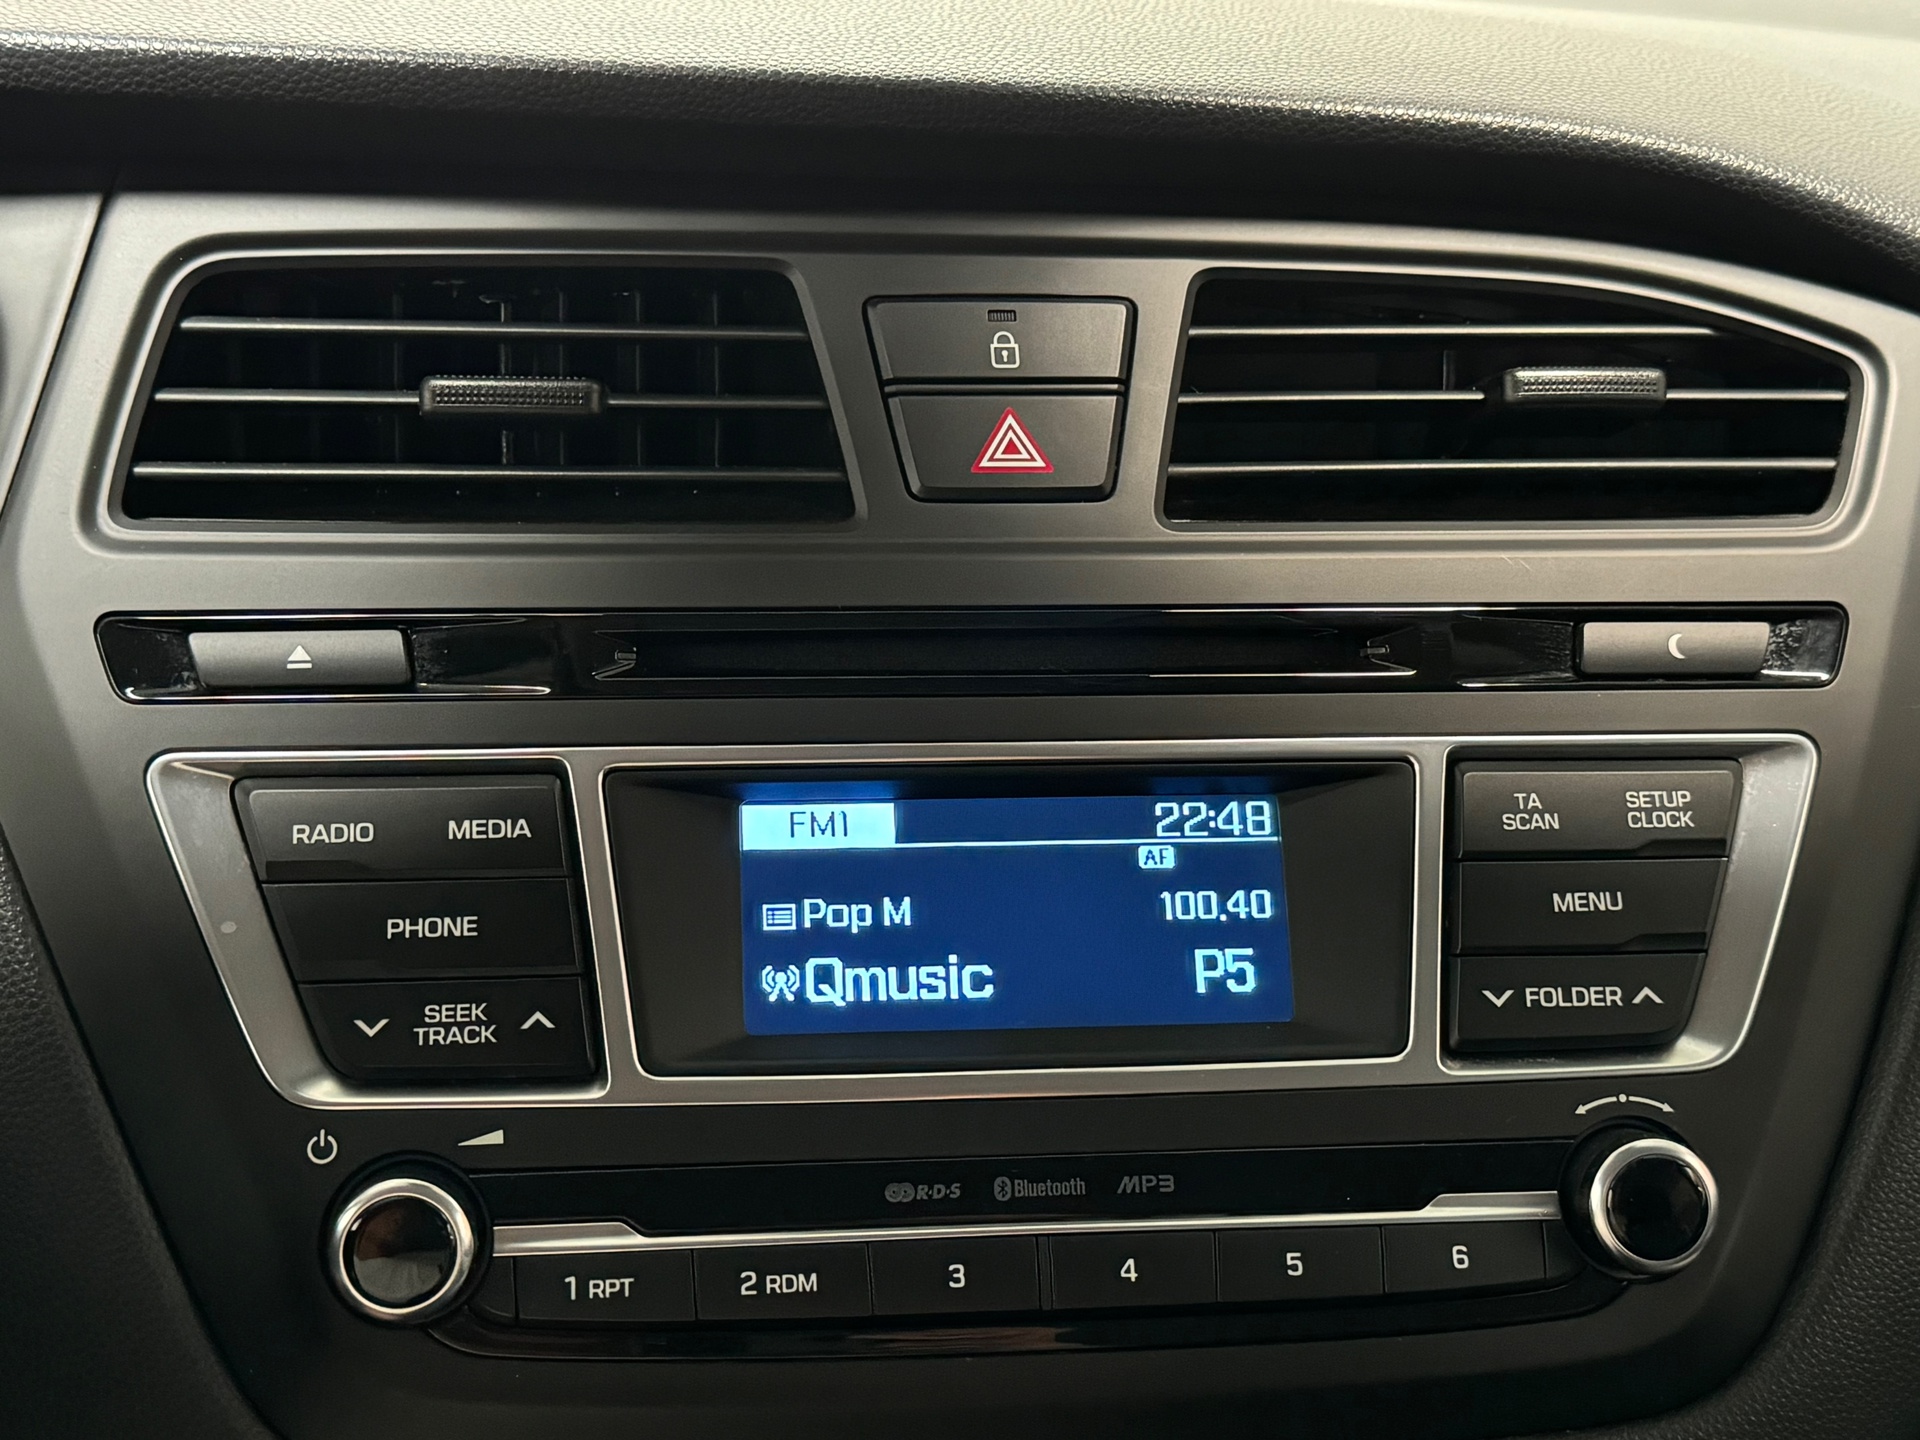 RADIO MEDIA
PHONE
SEEK
TRACK
FM1 22:48
AF
Pop M 100.40
Qmusic P5
TA
SCAN
SETUP
CLOCK
MENU
FOLDER
R·D·S Bluetooth MP3
1 RPT 2 RDM 3 4 5 6